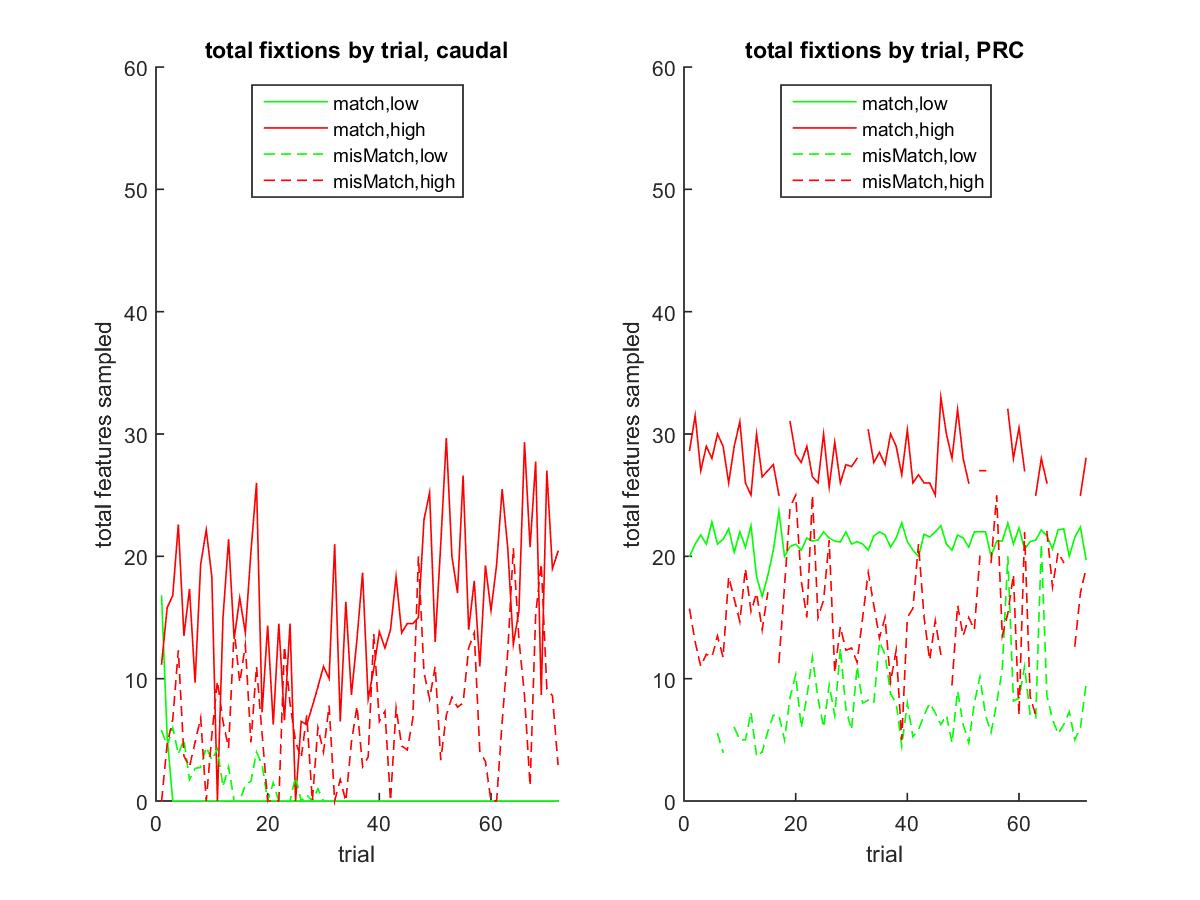 total fixtions by trial, caudal
60
50
40
30
20
10
0
total features sampled
match,low
match,high
misMatch,low
misMatch,high
0
20
40
60
trial
total fixtions by trial, PRC
60
50
40
30
20
10
0
total features sampled
match,low
match,high
misMatch,low
misMatch,high
0
20
40
60
trial